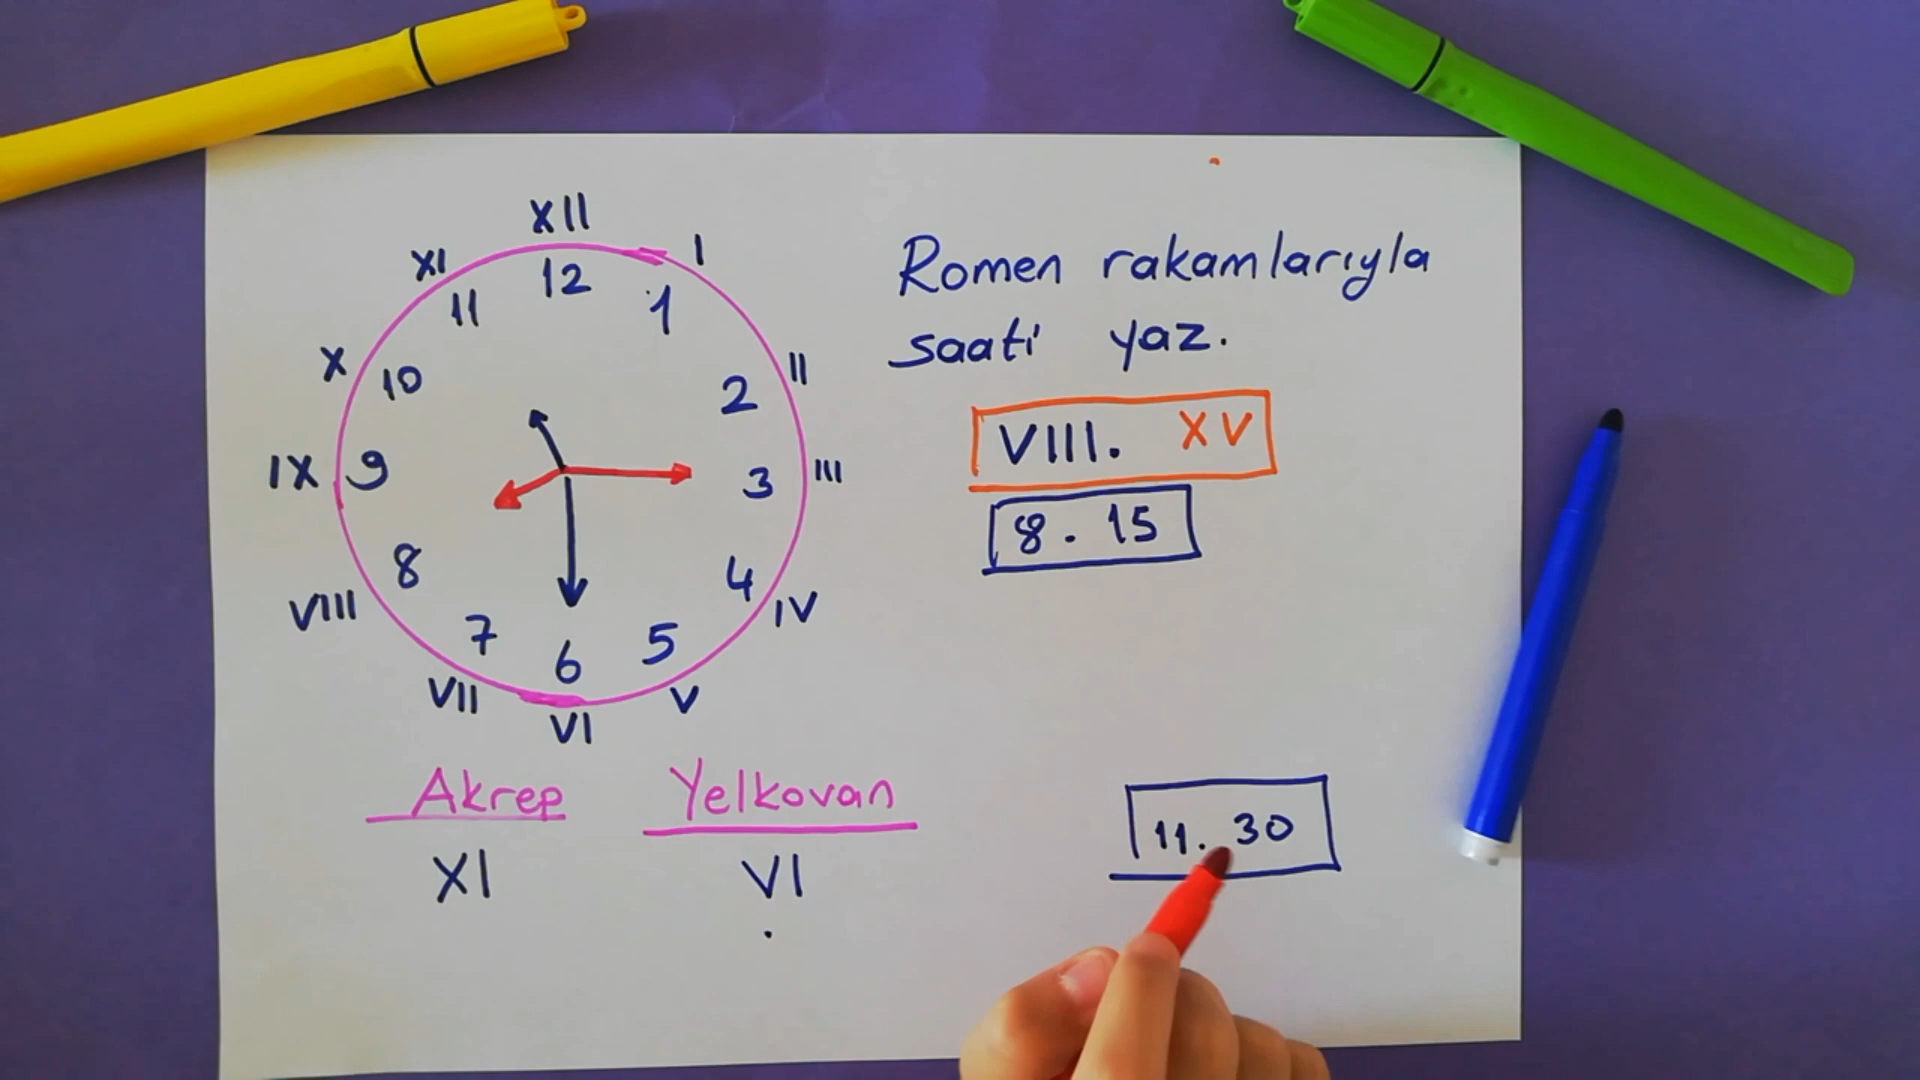 XII
XI
I
12
11
1
X
II
10
2
IX
9
3
III
8
4
VIII
IV
7
5
6
VII
V
VI
Romen rakamlarıyla
saati yaz.
VIII. XV
8.15
Akrep Yelkovan
XI VI
11.30